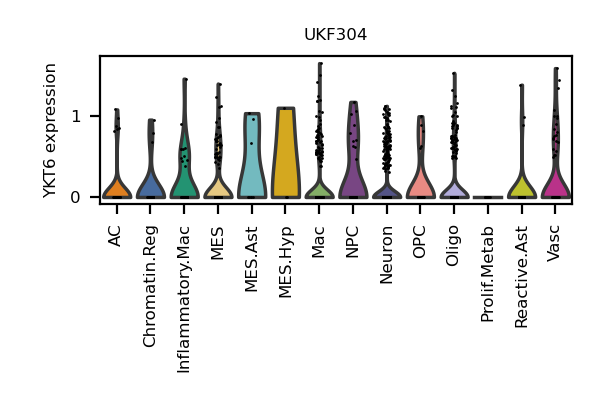 UKF304
YKT6 expression
1
0
AC
Chromatin.Reg
Inflammatory.Mac
MES
MES.Ast
MES.Hyp
Mac
NPC
Neuron
OPC
Oligo
Prolif.Metab
Reactive.Ast
Vasc